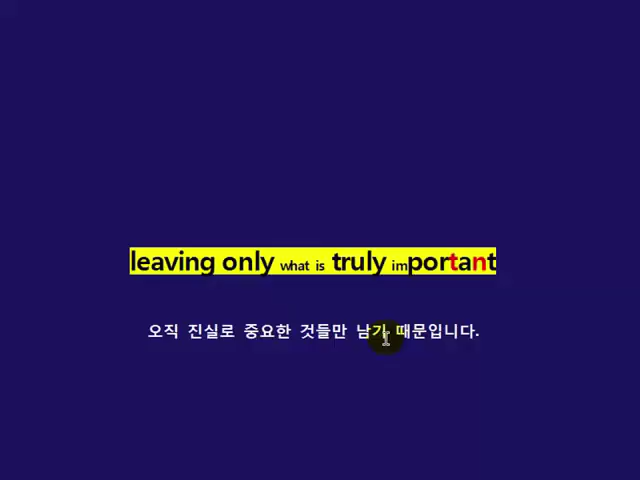 leaving only what is truly important
오직 진실로 중요한 것들만 남기 때문입니다.